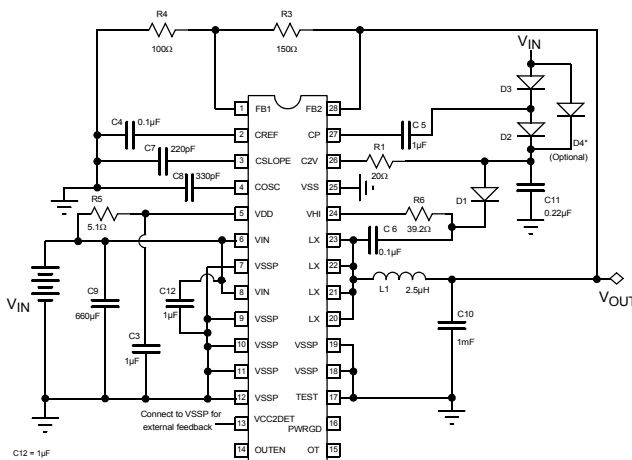 R4
100Ω
R3
150Ω
VIN
D3
D2
D4*
(Optional)
C4 0.1µF
C7 220pF
C8 330pF
R5
5.1Ω
1 FB1 FB2 28
2 CREF CP 27
3 CSLOPE C2V 26
4 COSC VSS 25
5 VDD VHI 24
6 VIN LX 23
7 VSSP LX 22
8 VIN LX 21
9 VSSP LX 20
10 VSSP VSSP 19
11 VSSP VSSP 18
12 VSSP TEST 17
13 VCC2DET PWRGD 16
14 OUTEN OT 15
C 5
1µF
R1
20Ω
D1
C11
0.22µF
R6
39.2Ω
C 6
0.1µF
L1 2.5µH
VOUT
C10
1mF
VIN
C9
660µF
C12
1µF
C3
1µF
Connect to VSSP for
external feedback
C12 = 1µF